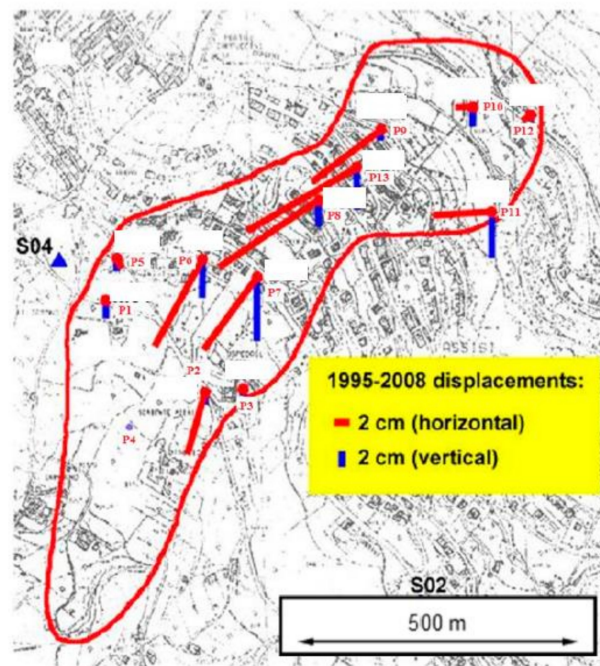 P10
P12
P9
P13
P8
P11
S04
P5
P6
P7
P1
P2
P3
P4
ASSISI
1995-2008 displacements:
2 cm (horizontal)
2 cm (vertical)
S02
500 m